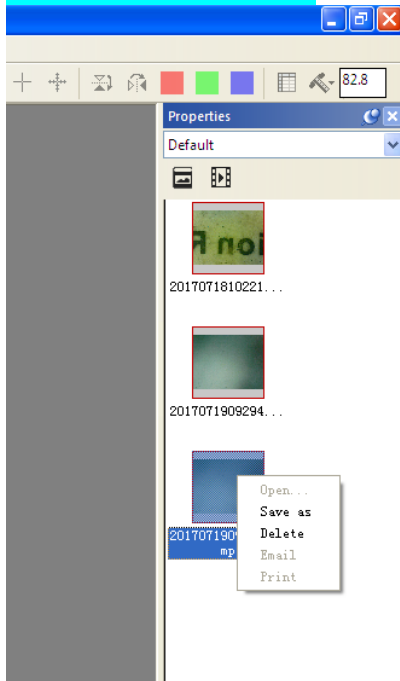 82.8
Properties
Default
ion R
2017071810221...
2017071909294...
Open...
Save as
201707190
Delete
mp
Email
Print